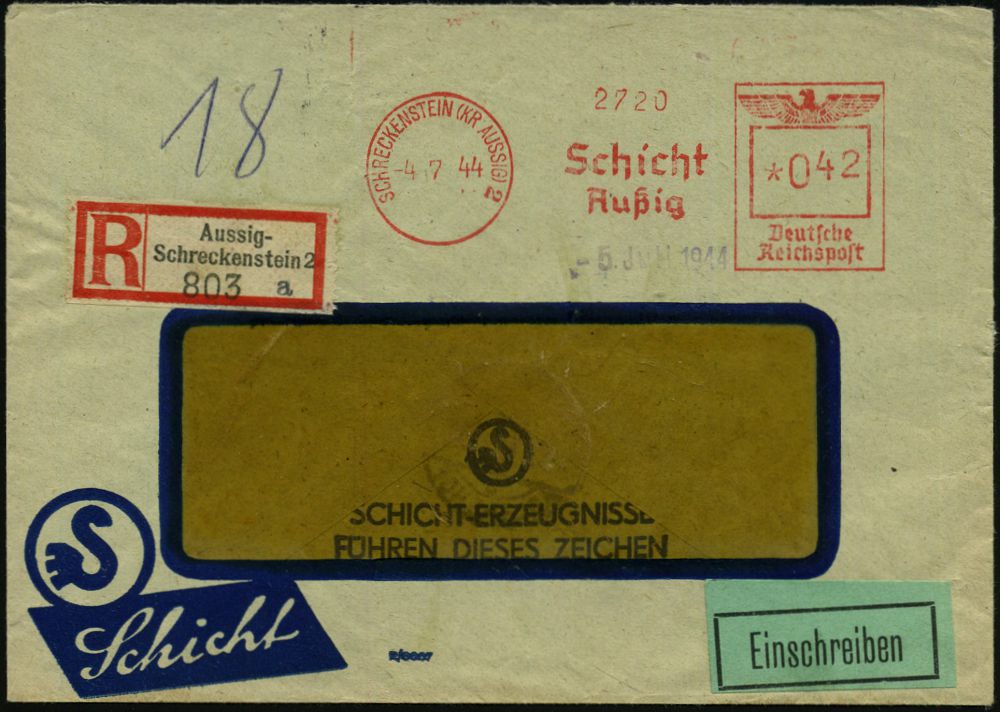 18
SCHRECKENSTEIN (KR AUSSIG) 2
-4. 7 44
2720
Schicht
Außig
*042
Deutsche
Reichspost
- 5. 1944
R
Aussig-
Schreckenstein 2
803 a
S
SCHICHT-ERZEUGNISSE
FÜHREN DIESES ZEICHEN
S
Schicht
Einschreiben